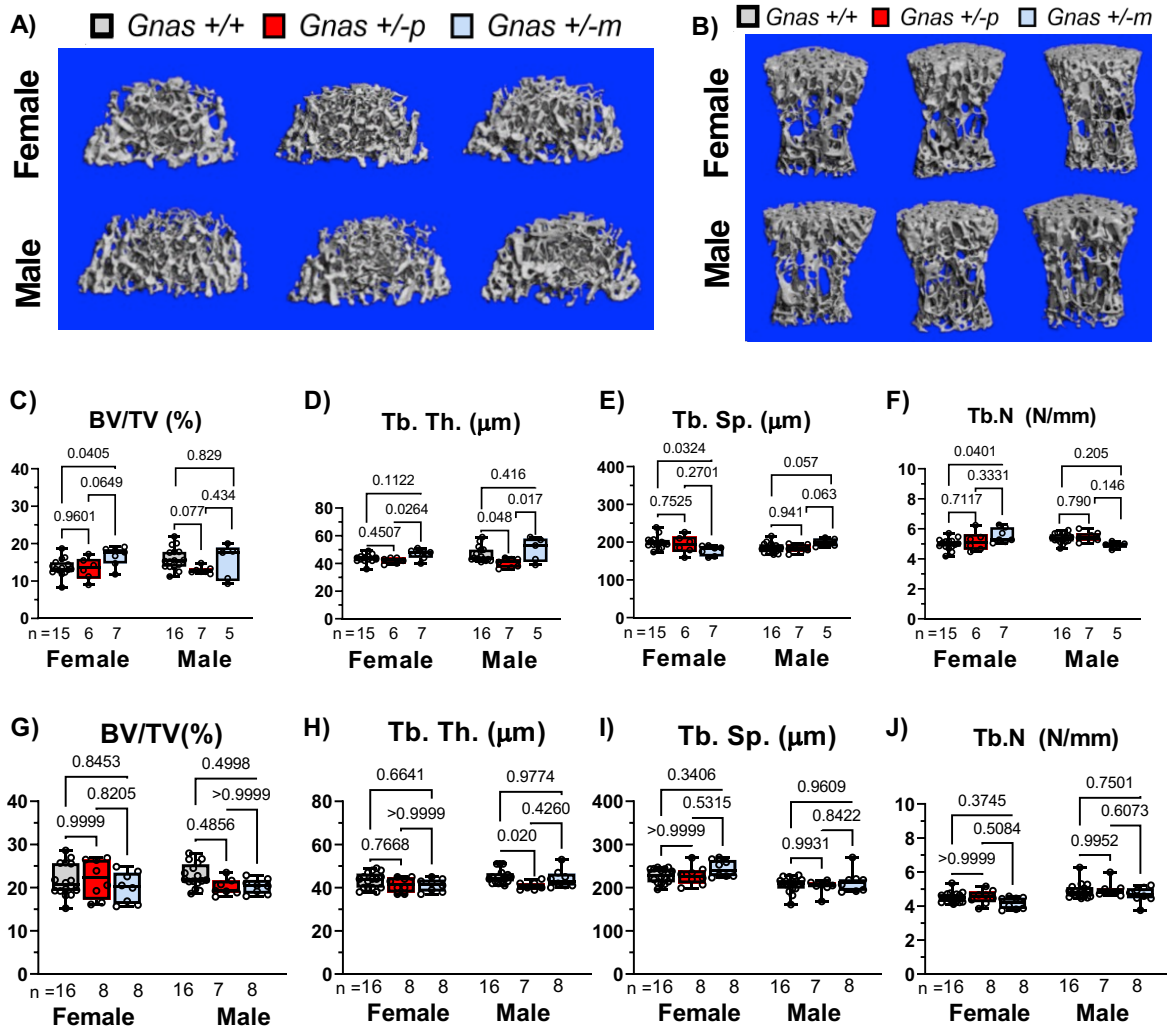 A) Gnas +/+ Gnas +/-p Gnas +/-m
Female
Male
B) Gnas +/+ Gnas +/-p Gnas +/-m
Female
Male
C) BV/TV (%)
0.0405 0.829
0.0649 0.434
0.9601 0.077
40
30
20
10
0
n =15 6 7 16 7 5
Female Male
D) Tb. Th. (μm)
0.1122 0.416
0.0264 0.017
0.4507 0.048
80
60
40
20
0
n =15 6 7 16 7 5
Female Male
E) Tb. Sp. (μm)
0.0324 0.057
0.2701 0.063
0.7525 0.941
400
300
200
100
0
n =15 6 7 16 7 5
Female Male
F) Tb.N (N/mm)
0.0401 0.205
0.3331 0.146
0.7117 0.790
10
8
6
4
2
0
n =15 6 7 16 7 5
Female Male
G) BV/TV(%)
0.8453 0.4998
0.8205 >0.9999
0.9999 0.4856
40
30
20
10
0
n =16 8 8 16 7 8
Female Male
H) Tb. Th. (μm)
0.6641 0.9774
>0.9999 0.4260
0.7668 0.020
80
60
40
20
0
n =16 8 8 16 7 8
Female Male
I) Tb. Sp. (μm)
0.3406 0.9609
0.5315 0.8422
>0.9999 0.9931
400
300
200
100
0
n =16 8 8 16 7 8
Female Male
J) Tb.N (N/mm)
0.3745 0.7501
0.5084 0.6073
>0.9999 0.9952
10
8
6
4
2
0
n =16 8 8 16 7 8
Female Male